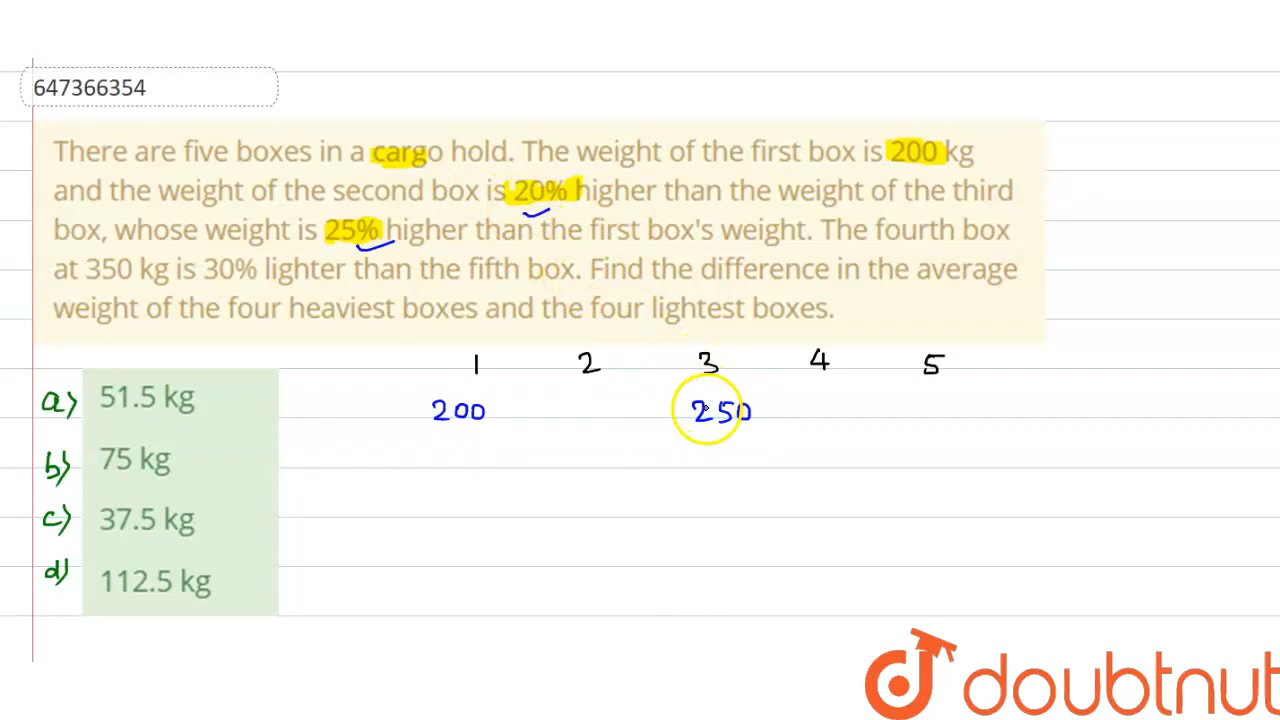 647366354
There are five boxes in a cargo hold. The weight of the first box is 200 kg
and the weight of the second box is 20% higher than the weight of the third
box, whose weight is 25% higher than the first box's weight. The fourth box
at 350 kg is 30% lighter than the fifth box. Find the difference in the average
weight of the four heaviest boxes and the four lightest boxes.
1 2 3 4 5
a) 51.5 kg
200 250
b) 75 kg
c) 37.5 kg
d) 112.5 kg
doubtnut